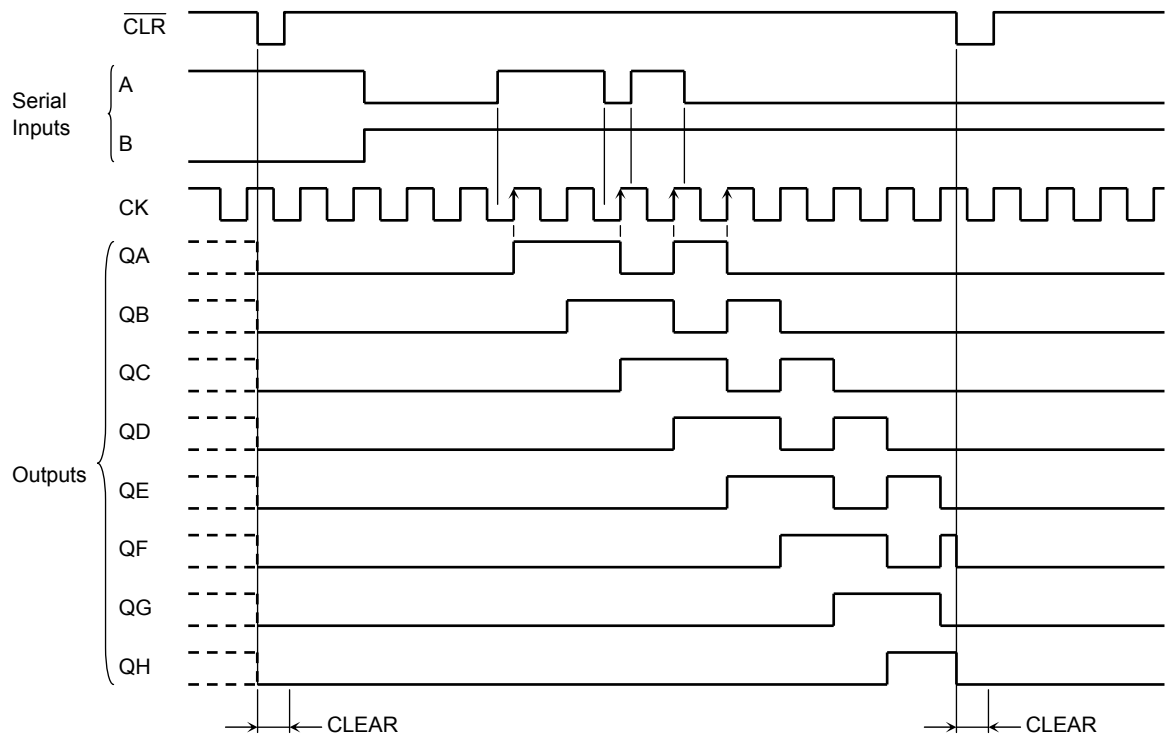 CLR
Serial
Inputs
A
B
CK
Outputs
QA
QB
QC
QD
QE
QF
QG
QH
CLEAR
CLEAR